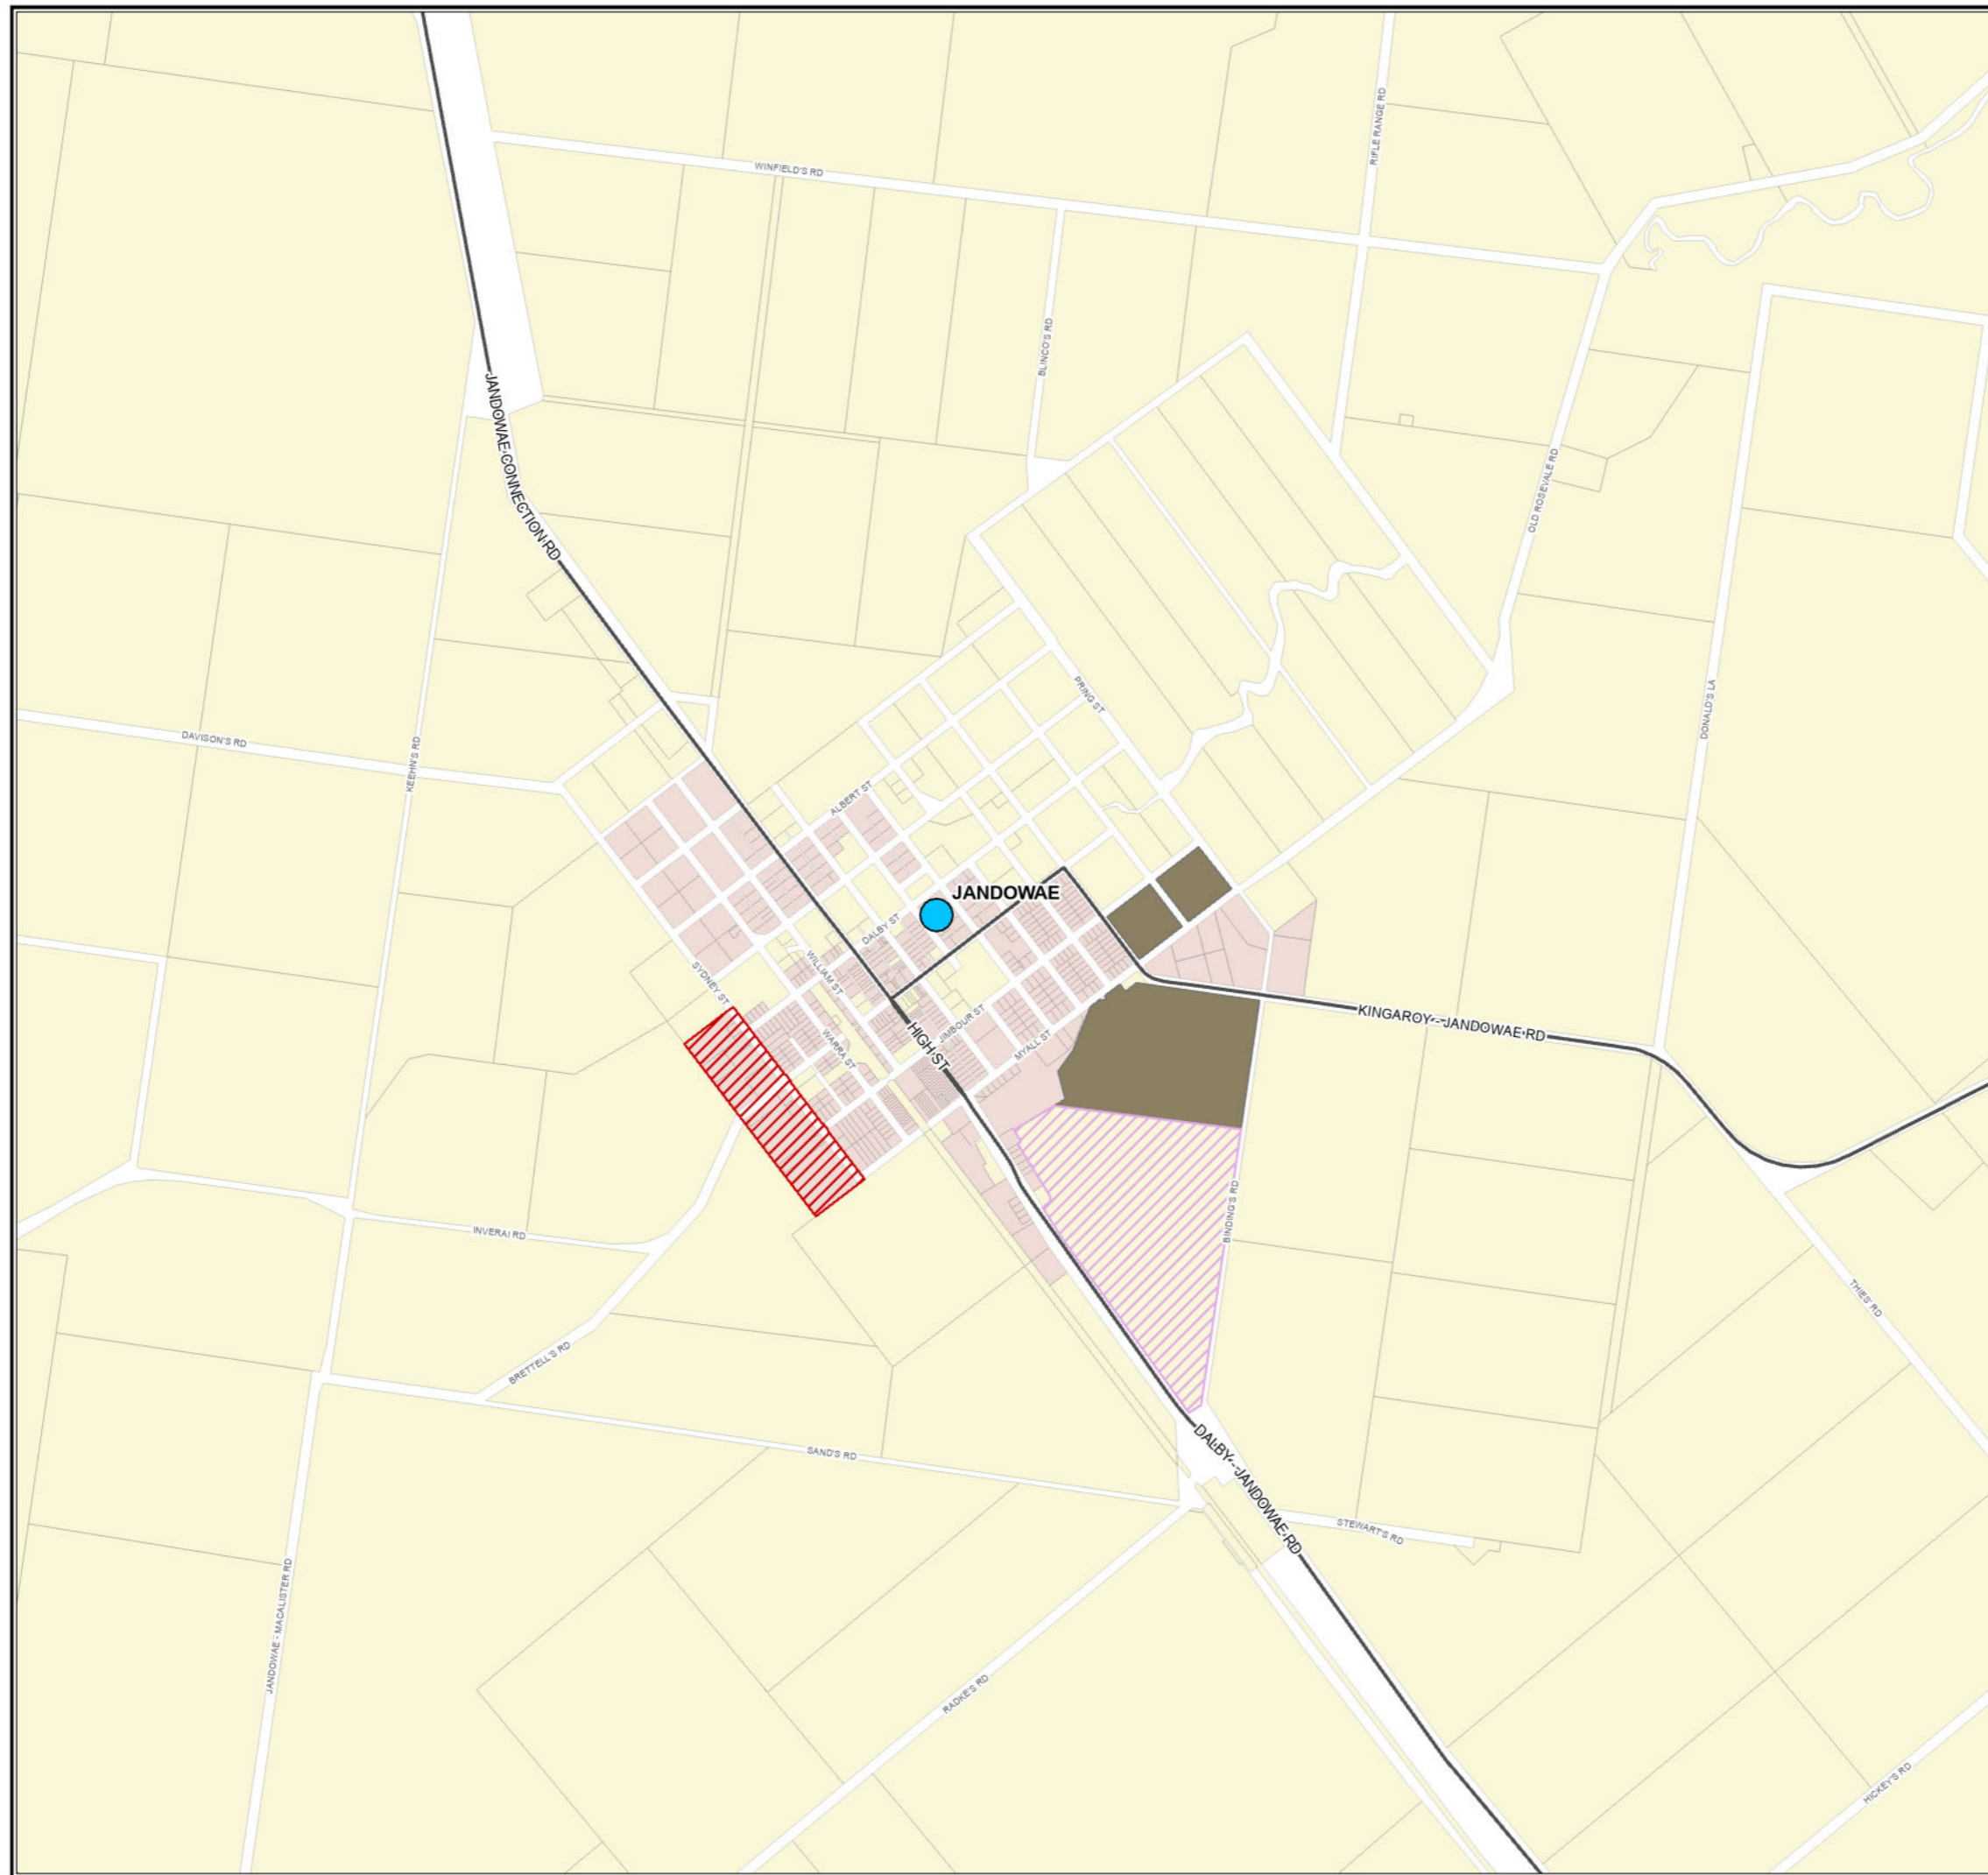 WINFIELD'S RD
RIFLE RANGE RD
BLINCO'S RD
JANDOWAE CONNECTION RD
OLD ROSEVALE RD
PRING ST
DONALD'S LA
DAVISON'S RD
KEEHN'S RD
ALBERT ST
JANDOWAE
DALBY ST
WILLIAM ST
SYDNEY ST
HIGH ST
JIMBOUR ST
MYALL ST
WARRA ST
KINGAROY - JANDOWAE RD
BINDING'S RD
INVERAI RD
THIES' RD
BRETTELL'S RD
SAND'S RD
DALBY - JANDOWAE RD
STEWART'S RD
JANDOWAE - MACALISTER RD
RADKE'S RD
HICKEY'S RD